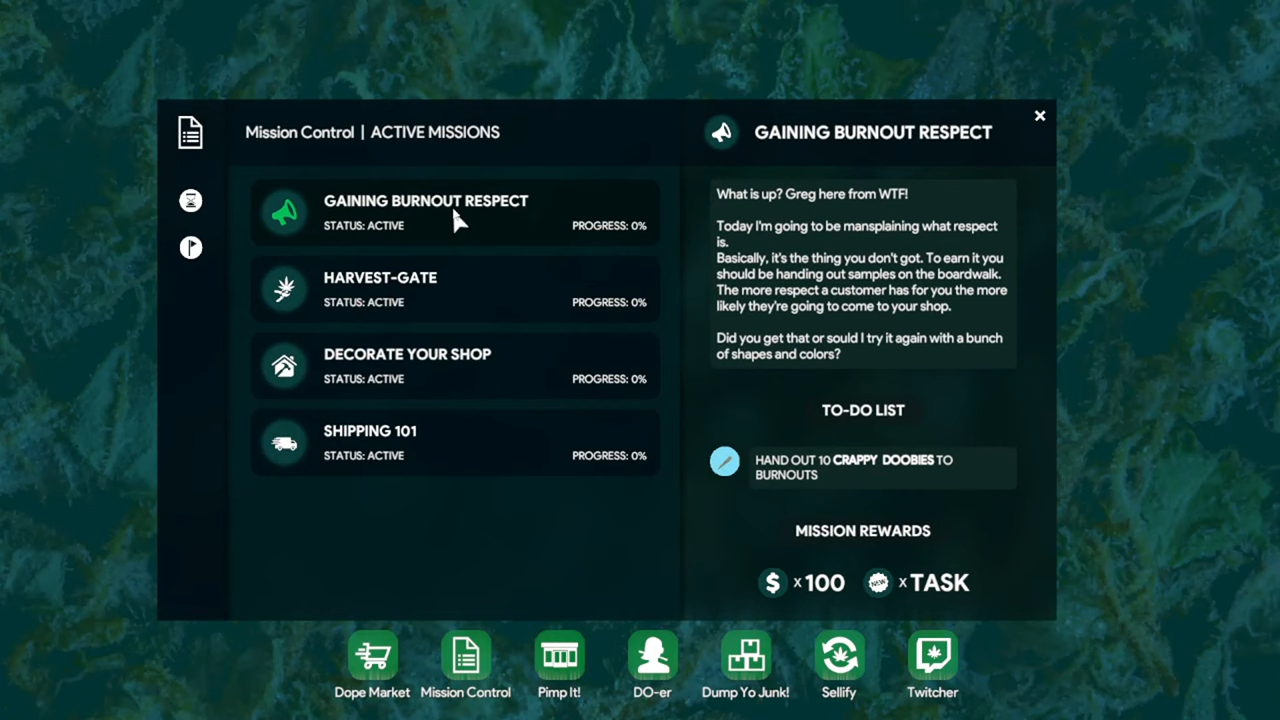 Mission Control | ACTIVE MISSIONS
GAINING BURNOUT RESPECT
STATUS: ACTIVE
PROGRESS: 0%
HARVEST-GATE
STATUS: ACTIVE
PROGRESS: 0%
DECORATE YOUR SHOP
STATUS: ACTIVE
PROGRESS: 0%
SHIPPING 101
STATUS: ACTIVE
PROGRESS: 0%
GAINING BURNOUT RESPECT
What is up? Greg here from WTF!
Today I'm going to be mansplaining what respect
is.
Basically, it's the thing you don't got. To earn it you
should be handing out samples on the boardwalk.
The more respect a customer has for you the more
likely they're going to come to your shop.
Did you get that or sould I try it again with a bunch
of shapes and colors?
TO-DO LIST
HAND OUT 10 CRAPPY DOOBIES TO
BURNOUTS
MISSION REWARDS
$ x100
NEW x TASK
Dope Market
Mission Control
Pimp It!
DO-er
Dump Yo Junk!
Sellify
Twitcher